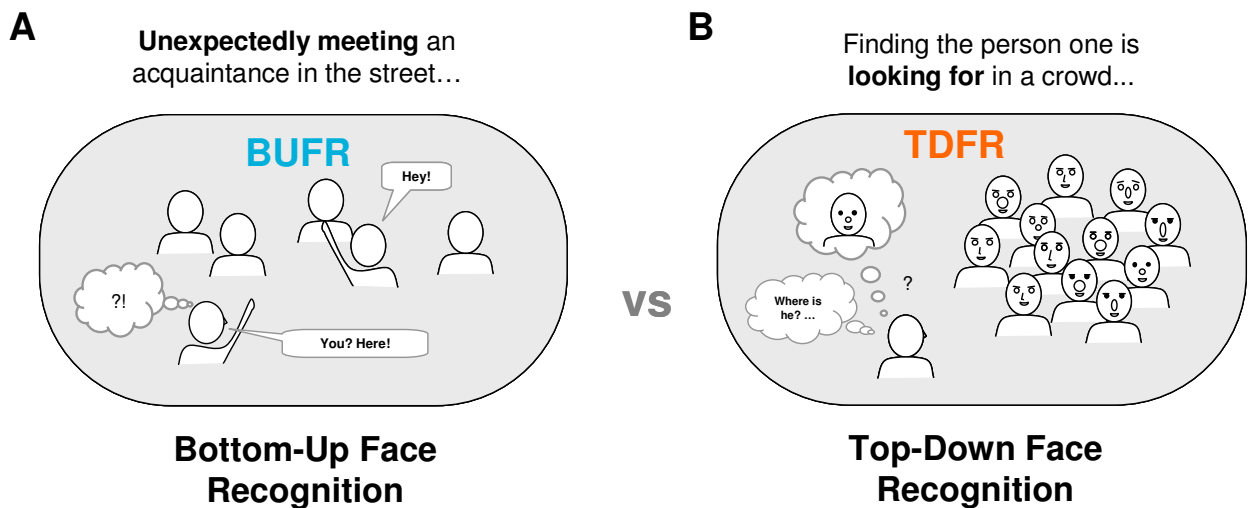 A
Unexpectedly meeting an
acquaintance in the street…
BUFR
Hey!
?!
You? Here!
Bottom-Up Face
Recognition
vs
B
Finding the person one is
looking for in a crowd...
TDFR
?
Where is
he? ...
Top-Down Face
Recognition